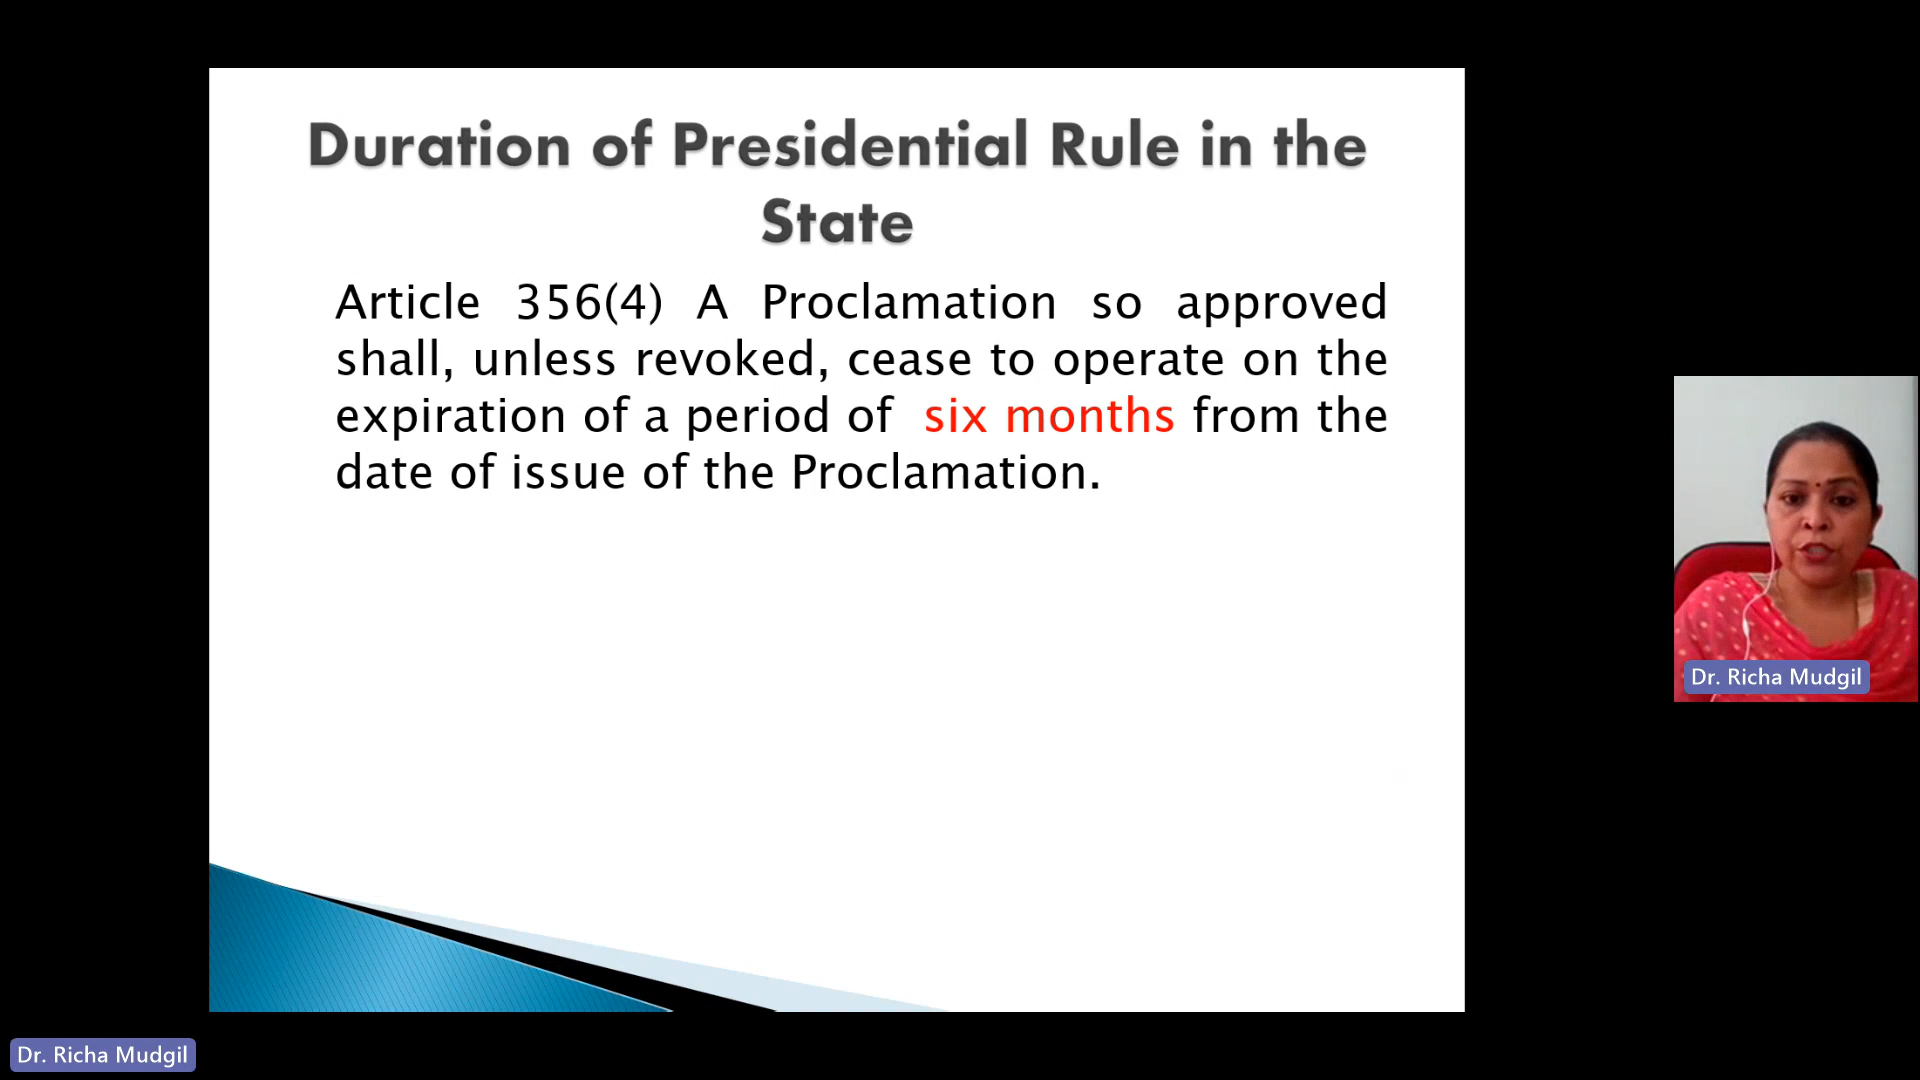 Duration of Presidential Rule in the
State
Article 356(4) A Proclamation so approved
shall, unless revoked, cease to operate on the
expiration of a period of six months from the
date of issue of the Proclamation.
Dr. Richa Mudgil
Dr. Richa Mudgil